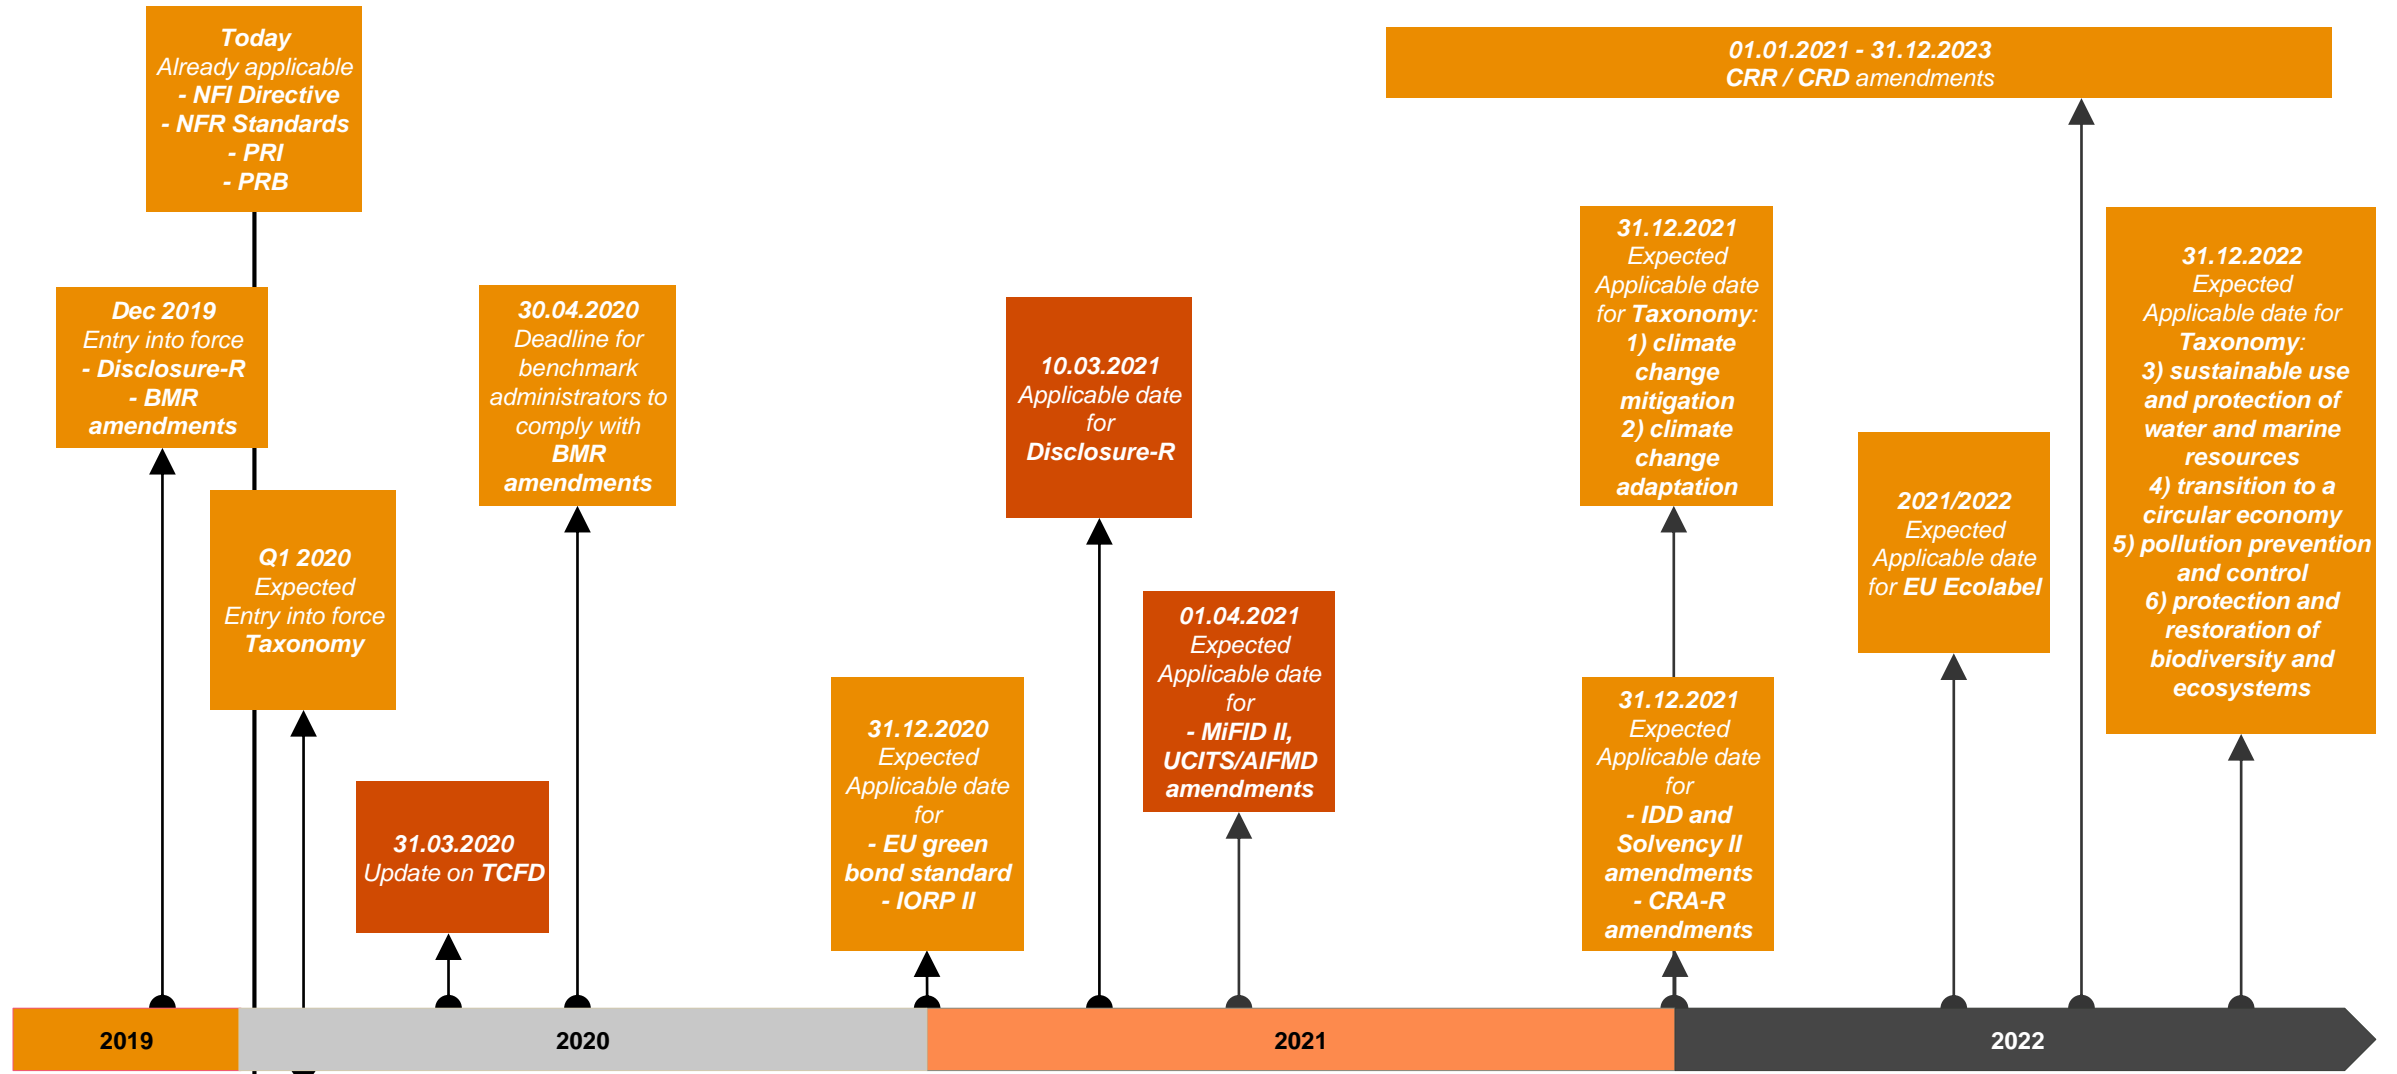 Today
Already applicable
- NFI Directive
- NFR Standards
- PRI
- PRB
01.01.2021 - 31.12.2023
CRR / CRD amendments
Dec 2019
Entry into force
- Disclosure-R
- BMR
amendments
Q1 2020
Expected
Entry into force
Taxonomy
31.03.2020
Update on TCFD
30.04.2020
Deadline for
benchmark
administrators to
comply with
BMR
amendments
31.12.2020
Expected
Applicable date
for
- EU green
bond standard
- IORP II
10.03.2021
Applicable date
for
Disclosure-R
01.04.2021
Expected
Applicable date
for
- MiFID II,
UCITS/AIFMD
amendments
31.12.2021
Expected
Applicable date
for Taxonomy:
1) climate
change
mitigation
2) climate
change
adaptation
31.12.2021
Expected
Applicable date
for
- IDD and
Solvency II
amendments
- CRA-R
amendments
2021/2022
Expected
Applicable date
for EU Ecolabel
31.12.2022
Expected
Applicable date for
Taxonomy:
3) sustainable use
and protection of
water and marine
resources
4) transition to a
circular economy
5) pollution prevention
and control
6) protection and
restoration of
biodiversity and
ecosystems
2019
2020
2021
2022